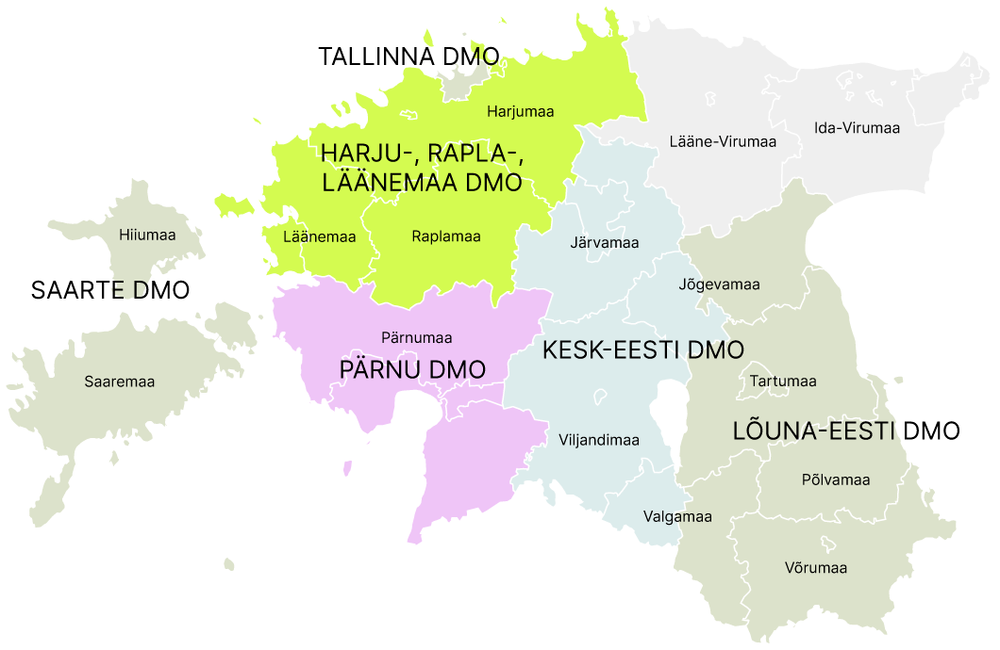 TALLINNA DMO
Harjumaa
Ida-Virumaa
Lääne-Virumaa
HARJU-, RAPLA-,
LÄÄNEMAA DMO
Hiiumaa
Läänemaa
Raplamaa
Järvamaa
SAARTE DMO
Jõgevamaa
Pärnumaa
KESK-EESTI DMO
PÄRNU DMO
Saaremaa
Tartumaa
LÕUNA-EESTI DMO
Viljandimaa
Põlvamaa
Valgamaa
Võrumaa